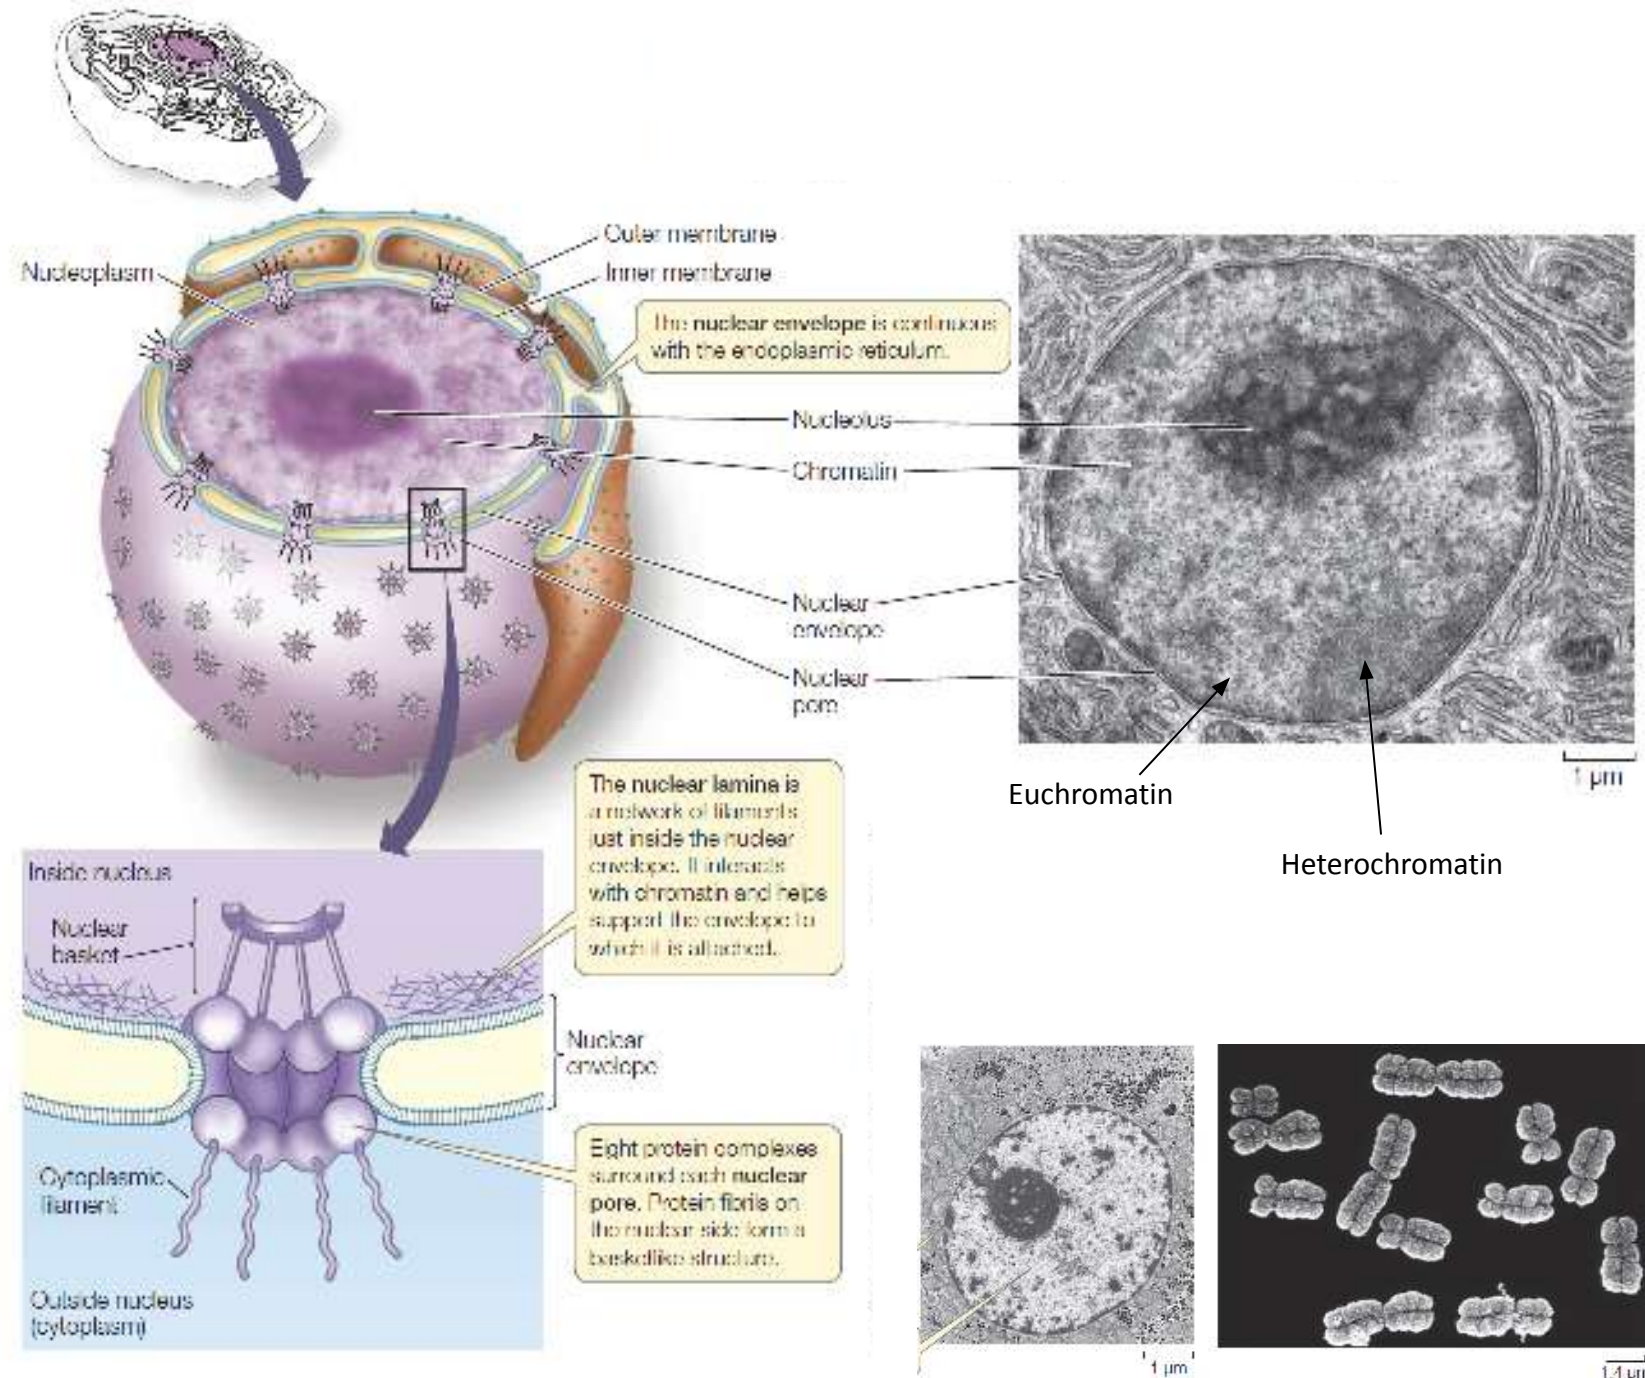 Outer membrane
Nucleoplasm
Inner membrane
The nuclear envelope is continuous
with the endoplasmic reticulum.
Nucleolus
Chromatin
Nuclear
envelope
Nuclear
pore
1 µm
Euchromatin
Heterochromatin
The nuclear lamina is
a network of filaments
just inside the nuclear
envelope. It interacts
with chromatin and helps
support the envelope to
which it is attached.
Inside nucleus
Nuclear
basket
Nuclear
envelope
Eight protein complexes
surround each nuclear
pore. Protein fibrils on
the nuclear side form a
basketlike structure.
Cytoplasmic
filament
Outside nucleus
(cytoplasm)
1 µm
1.4 µm